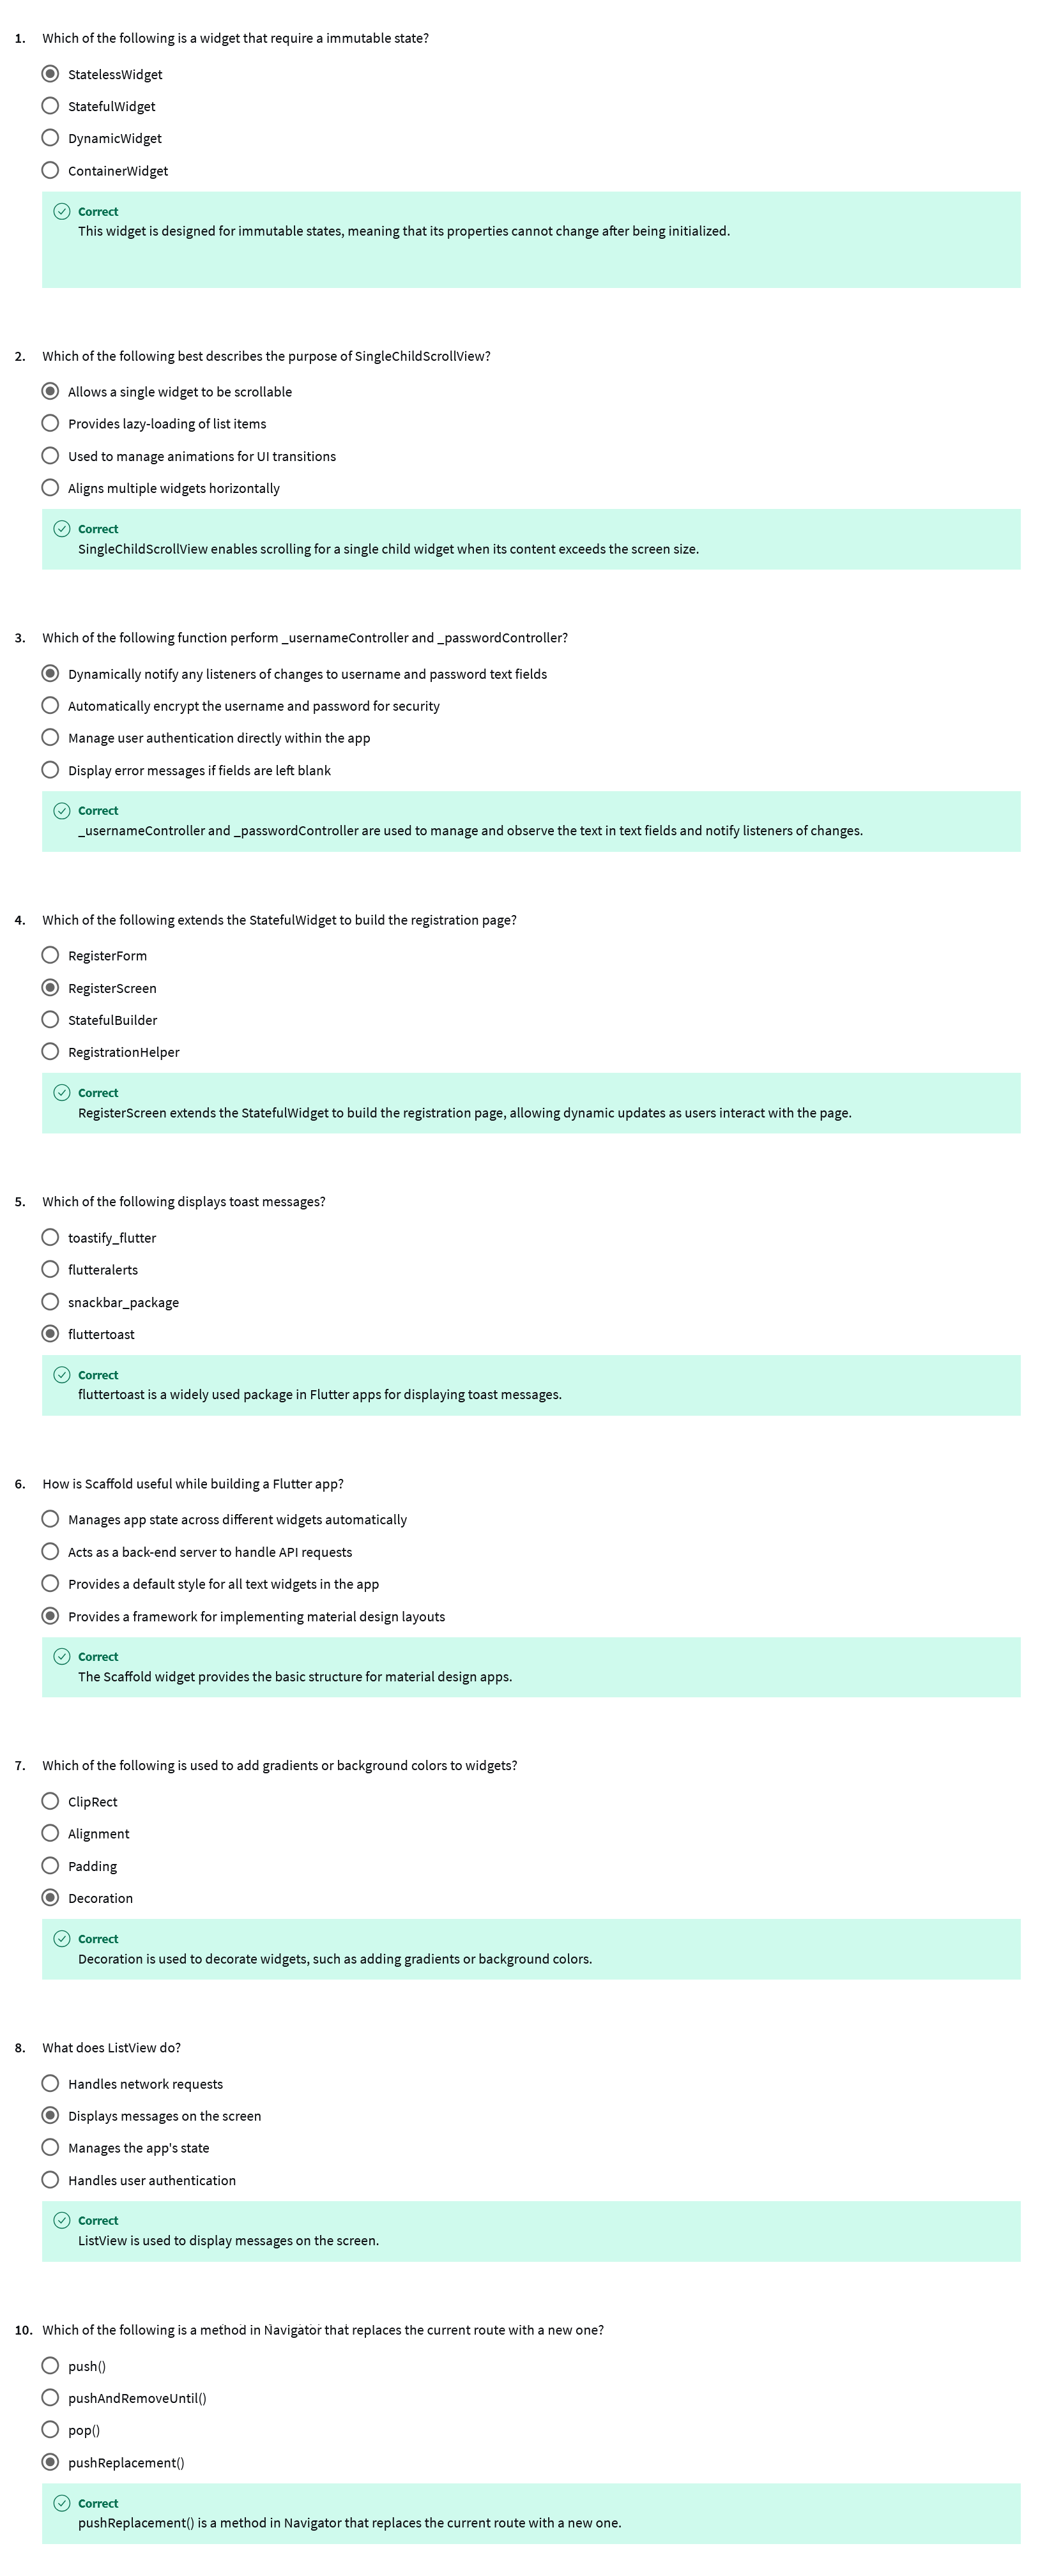 1. Which of the following is a widget that require a immutable state?
StatelessWidget
StatefulWidget
DynamicWidget
ContainerWidget
Correct
This widget is designed for immutable states, meaning that its properties cannot change after being initialized.
2. Which of the following best describes the purpose of SingleChildScrollView?
Allows a single widget to be scrollable
Provides lazy-loading of list items
Used to manage animations for UI transitions
Aligns multiple widgets horizontally
Correct
SingleChildScrollView enables scrolling for a single child widget when its content exceeds the screen size.
3. Which of the following function perform _usernameController and _passwordController?
Dynamically notify any listeners of changes to username and password text fields
Automatically encrypt the username and password for security
Manage user authentication directly within the app
Display error messages if fields are left blank
Correct
_usernameController and _passwordController are used to manage and observe the text in text fields and notify listeners of changes.
4. Which of the following extends the StatefulWidget to build the registration page?
RegisterForm
RegisterScreen
StatefulBuilder
RegistrationHelper
Correct
RegisterScreen extends the StatefulWidget to build the registration page, allowing dynamic updates as users interact with the page.
5. Which of the following displays toast messages?
toastify_flutter
flutteralerts
snackbar_package
fluttertoast
Correct
fluttertoast is a widely used package in Flutter apps for displaying toast messages.
6. How is Scaffold useful while building a Flutter app?
Manages app state across different widgets automatically
Acts as a back-end server to handle API requests
Provides a default style for all text widgets in the app
Provides a framework for implementing material design layouts
Correct
The Scaffold widget provides the basic structure for material design apps.
7. Which of the following is used to add gradients or background colors to widgets?
ClipRect
Alignment
Padding
Decoration
Correct
Decoration is used to decorate widgets, such as adding gradients or background colors.
8. What does ListView do?
Handles network requests
Displays messages on the screen
Manages the app's state
Handles user authentication
Correct
ListView is used to display messages on the screen.
10. Which of the following is a method in Navigator that replaces the current route with a new one?
push()
pushAndRemoveUntil()
pop()
pushReplacement()
Correct
pushReplacement() is a method in Navigator that replaces the current route with a new one.